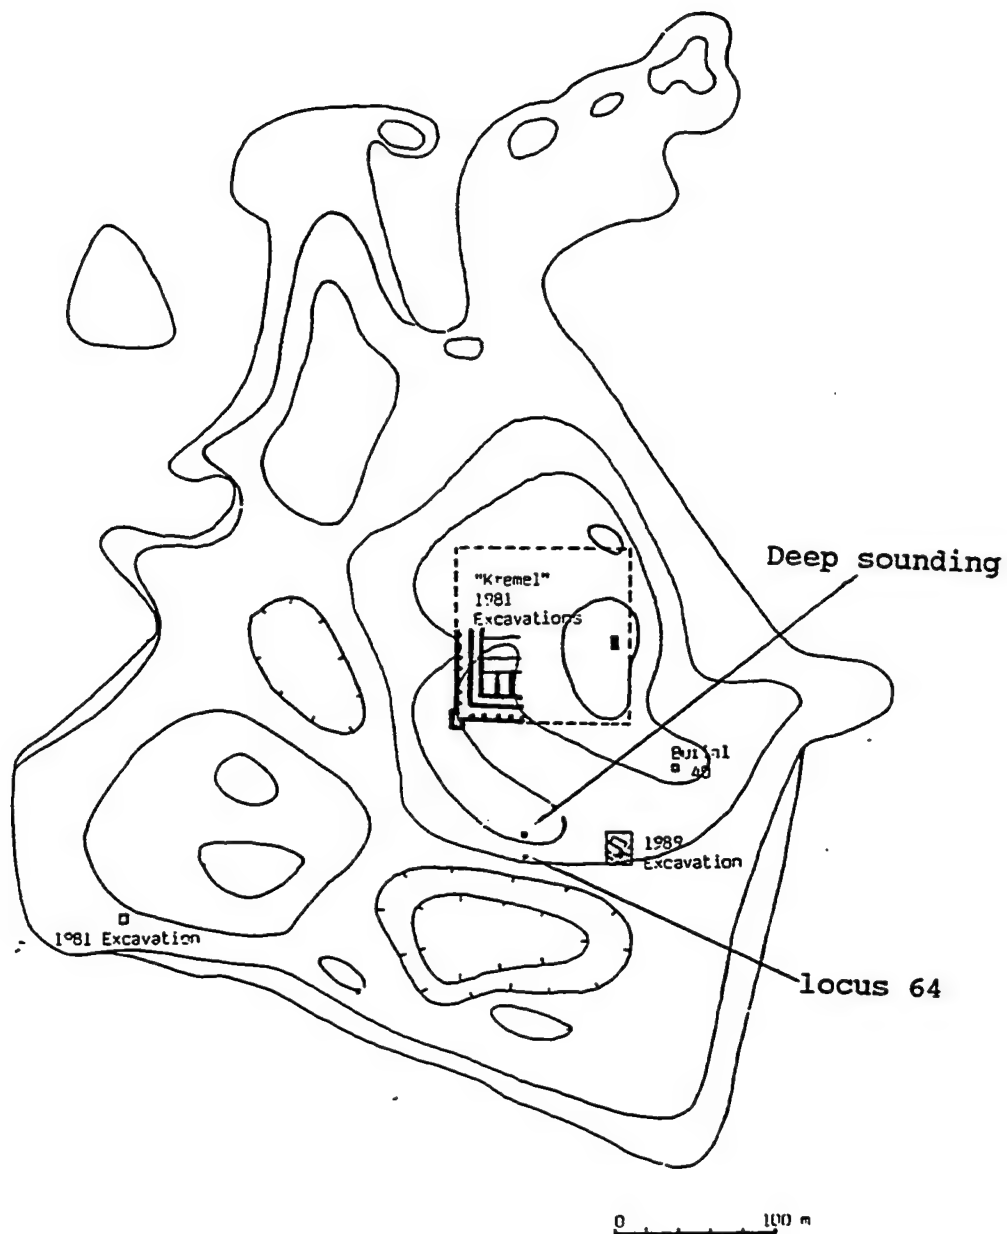 Deep sounding
"Kremel"
1981
Excavations
Burial
40
1989
Excavation
1981 Excavation
locus 64
0 100 m